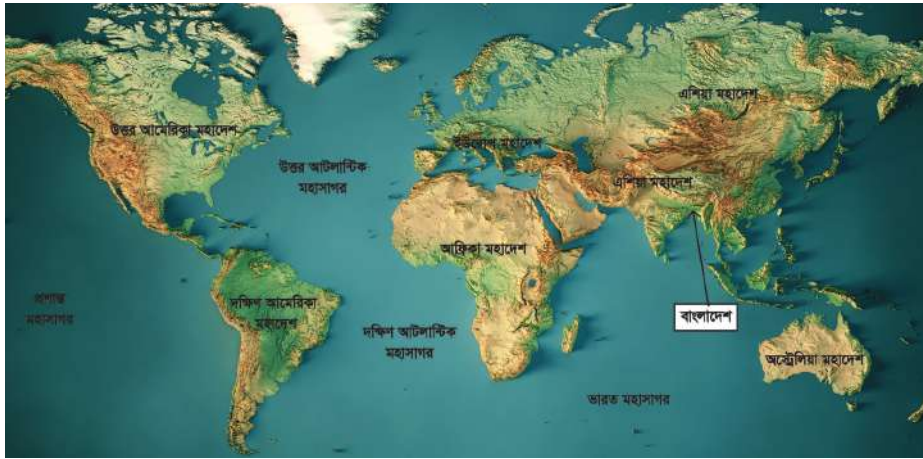 এশিয়া মহাদেশ
উত্তর আমেরিকা মহাদেশ
ইউরোপ মহাদেশ
উত্তর আটলান্টিক
মহাসাগর
এশিয়া মহাদেশ
আফ্রিকা মহাদেশ
প্রশান্ত
মহাসাগর
দক্ষিণ আমেরিকা
মহাদেশ
বাংলাদেশ
দক্ষিণ আটলান্টিক
মহাসাগর
অস্ট্রেলিয়া মহাদেশ
ভারত মহাসাগর